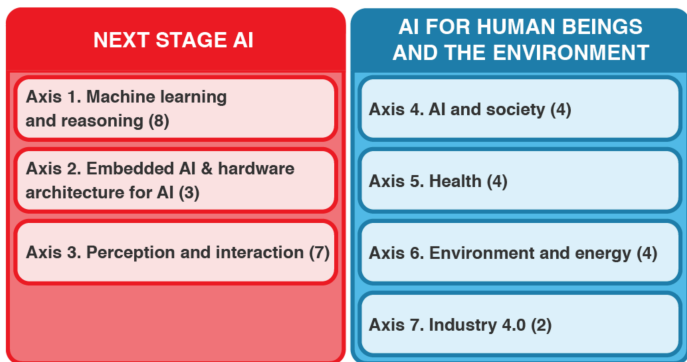 NEXT STAGE AI
Axis 1. Machine learning
and reasoning (8)
Axis 2. Embedded AI & hardware
architecture for AI (3)
Axis 3. Perception and interaction (7)
AI FOR HUMAN BEINGS
AND THE ENVIRONMENT
Axis 4. AI and society (4)
Axis 5. Health (4)
Axis 6. Environment and energy (4)
Axis 7. Industry 4.0 (2)